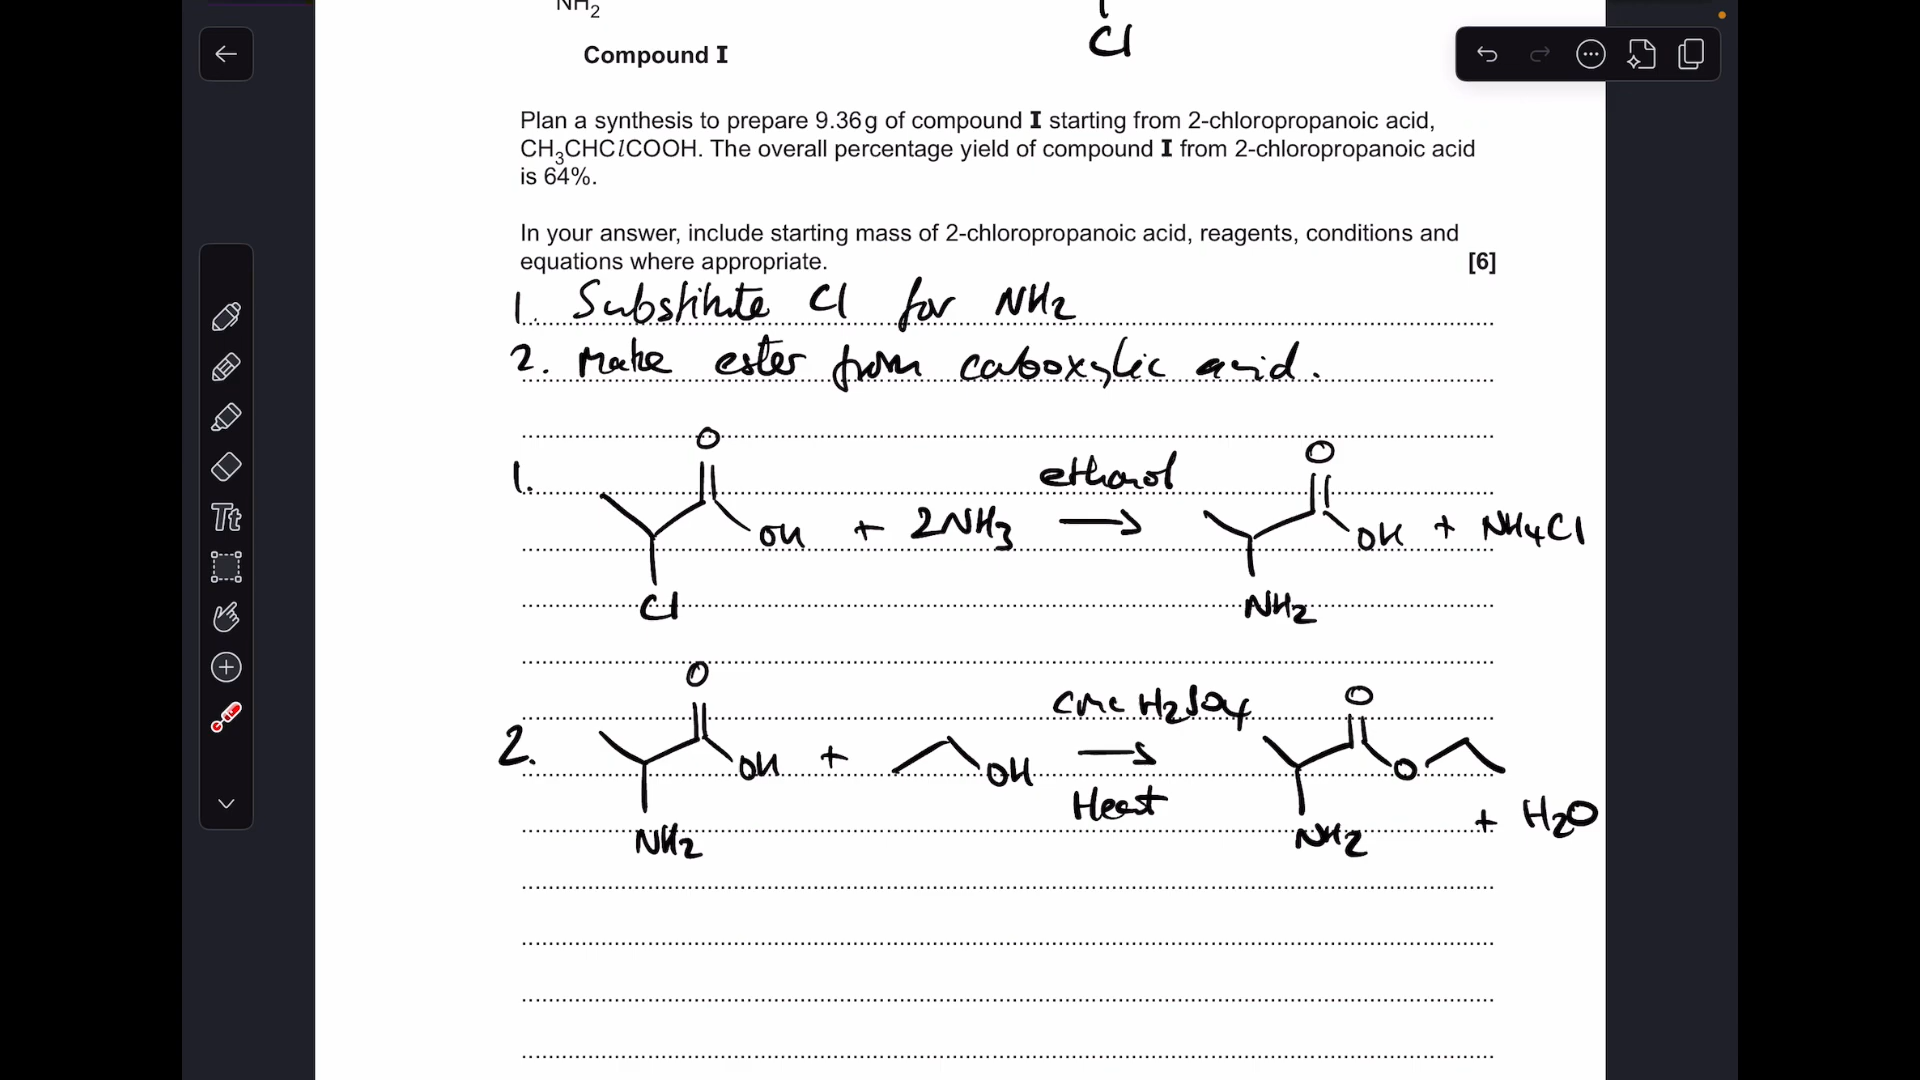 NH2
Cl
Compound I
Plan a synthesis to prepare 9.36g of compound I starting from 2-chloropropanoic acid,
CH3CHClCOOH. The overall percentage yield of compound I from 2-chloropropanoic acid
is 64%.
In your answer, include starting mass of 2-chloropropanoic acid, reagents, conditions and
equations where appropriate. [6]
1. Substitute Cl for NH2
2. Make ester from caboxylic acid.
1. O OH Cl + 2NH3 ethanol → O OH NH2 + NH4Cl
2. O OH NH2 + OH conc H2SO4 → Heat O O NH2 + H2O
Tt